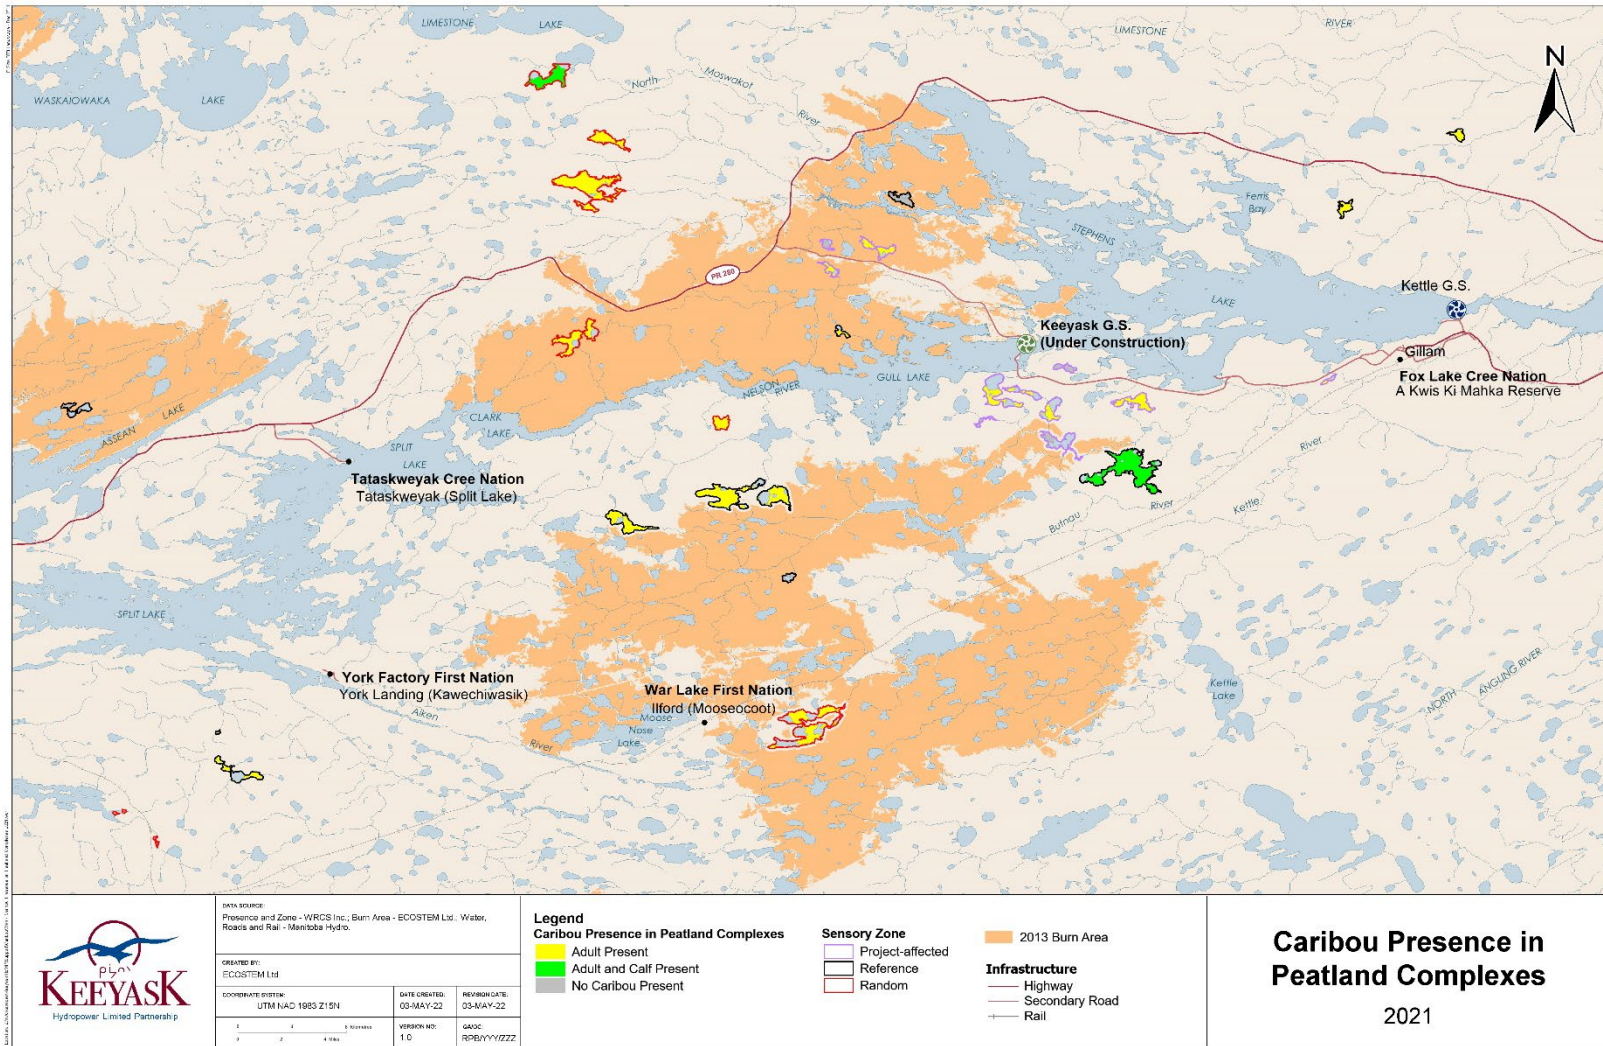 LIMESTONE LAKE
LIMESTONE RIVER
N
WASKAIOWAKA LAKE
North Moswakot River
Ferris
Bay
STEPHENS
LAKE
PR 280
Kettle G.S.
Keeyask G.S.
(Under Construction)
Gillam
Fox Lake Cree Nation
A Kwis Ki Mahka Reserve
GULL LAKE
NELSON
RIVER
CLARK
LAKE
ASSEAN LAKE
SPLIT
LAKE
Tataskweyak Cree Nation
Tataskweyak (Split Lake)
River
Kettle
Butnau River
SPLIT LAKE
York Factory First Nation
York Landing (Kawechiwasik)
Aiken
River
War Lake First Nation
Ilford (Mooseocoot)
Moose
Nose
Lake
Kettle
Lake
NORTH ANGLING RIVER
KEEYASK
Hydropower Limited Partnership
DATA SOURCE:
Presence and Zone - WRCS Inc.; Burn Area - ECOSTEM Ltd.; Water,
Roads and Rail - Manitoba Hydro.
CREATED BY:
ECOSTEM Ltd
COORDINATE SYSTEM:
UTM NAD 1983 Z15N
DATE CREATED:
03-MAY-22
REVISION DATE:
03-MAY-22
VERSION NO:
1.0
QA/QC:
RPB/YYY/ZZZ
Legend
Caribou Presence in Peatland Complexes
Adult Present
Adult and Calf Present
No Caribou Present
Sensory Zone
Project-affected
Reference
Random
2013 Burn Area
Infrastructure
Highway
Secondary Road
Rail
Caribou Presence in
Peatland Complexes
2021